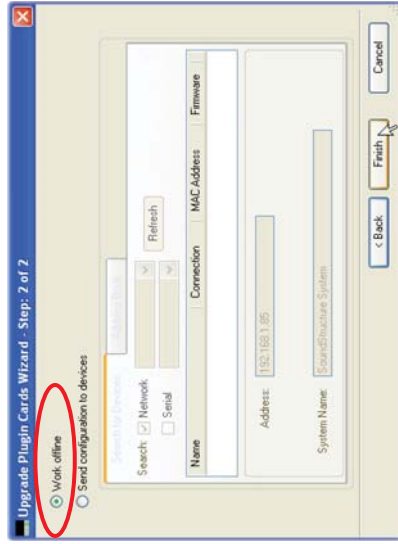 Upgrade Plugin Cards Wizard - Step: 2 of 2
Work offline
Send configuration to devices
Search for Devices
Search: Network
Serial
Refresh
Name Connection MAC Address Firmware
Address: 192.168.1.85
System Name: SoundStructure System
< Back Finish Cancel